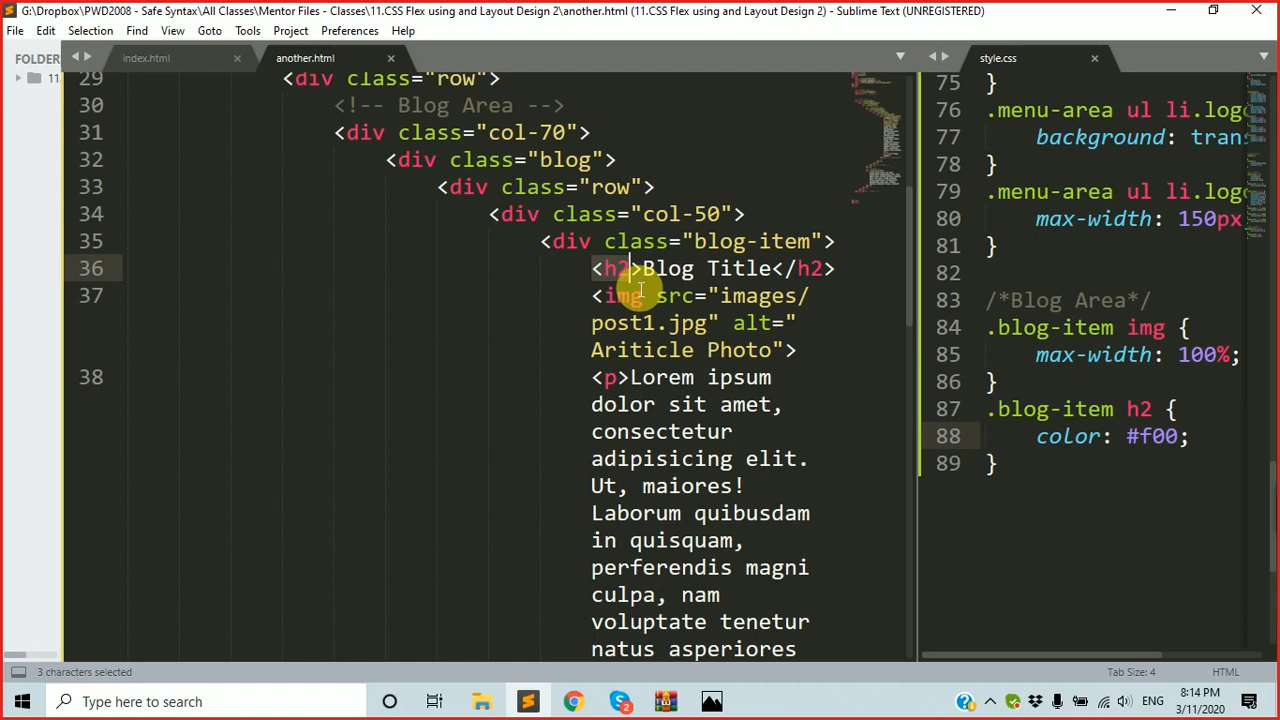 G:\Dropbox\PWD2008 - Safe Syntax\All Classes\Mentor Files - Classes\11.CSS Flex using and Layout Design 2\another.html (11.CSS Flex using and Layout Design 2) - Sublime Text (UNREGISTERED)
File Edit Selection Find View Goto Tools Project Preferences Help
FOLDER
11.
index.html
another.html
style.css
29 <div class="row">
30 <!-- Blog Area -->
31 <div class="col-70">
32 <div class="blog">
33 <div class="row">
34 <div class="col-50">
35 <div class="blog-item">
36 <h2>Blog Title</h2>
37 <img src="images/
post1.jpg" alt="
Ariticle Photo">
38 <p>Lorem ipsum
dolor sit amet,
consectetur
adipisicing elit.
Ut, maiores!
Laborum quibusdam
in quisquam,
perferendis magni
culpa, nam
voluptate tenetur
natus asperiores
75 }
76 .menu-area ul li.logo
77 background: trans
78 }
79 .menu-area ul li.logo
80 max-width: 150px
81 }
82
83 /*Blog Area*/
84 .blog-item img {
85 max-width: 100%;
86 }
87 .blog-item h2 {
88 color: #f00;
89 }
3 characters selected
Tab Size: 4
HTML
Type here to search
2
ENG
8:14 PM
3/11/2020